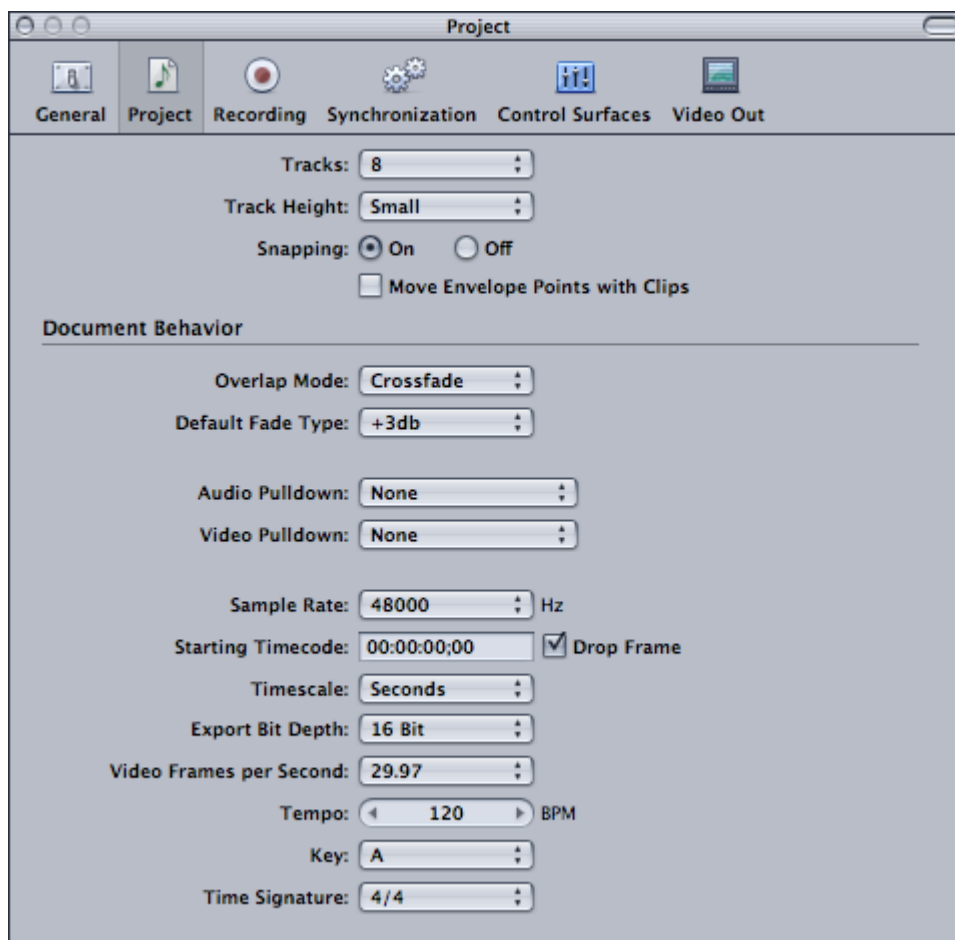 Project
General Project Recording Synchronization Control Surfaces Video Out
Tracks: 8
Track Height: Small
Snapping: On Off
Move Envelope Points with Clips
Document Behavior
Overlap Mode: Crossfade
Default Fade Type: +3db
Audio Pulldown: None
Video Pulldown: None
Sample Rate: 48000 Hz
Starting Timecode: 00:00:00;00 Drop Frame
Timescale: Seconds
Export Bit Depth: 16 Bit
Video Frames per Second: 29.97
Tempo: 120 BPM
Key: A
Time Signature: 4/4